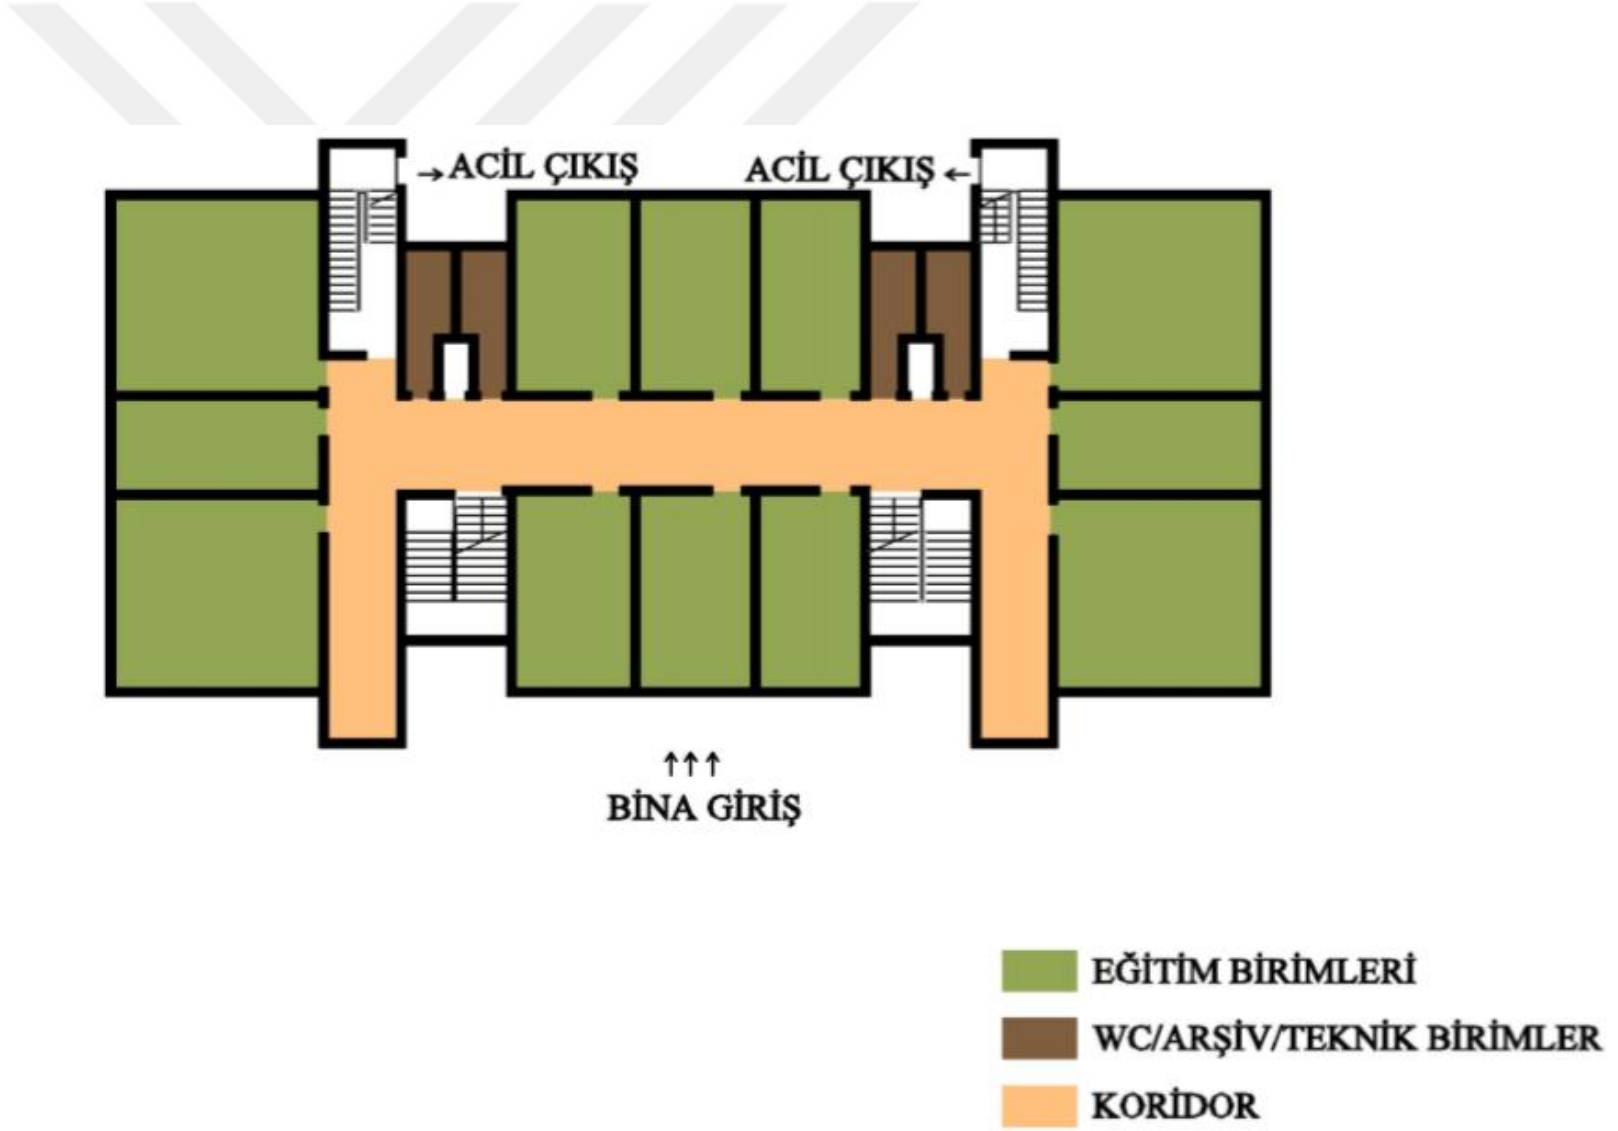 →ACİL ÇIKIŞ
ACİL ÇIKIŞ←
↑↑↑
BİNA GİRİŞ
EĞİTİM BİRİMLERİ
WC/ARŞİV/TEKNİK BİRİMLER
KORİDOR